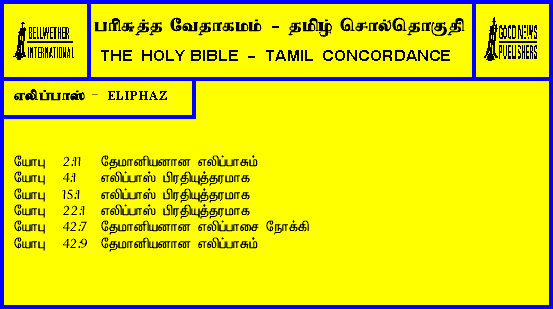 BELLWETHER
INTERNATIONAL
பரிசுத்த வேதாகமம் - தமிழ் சொல்தொகுதி
THE HOLY BIBLE - TAMIL CONCORDANCE
GOOD NEWS
PUBLISHERS
எலிப்பாஸ் - ELIPHAZ
யோபு 2:11 தேமானியனான எலிப்பாசும்
யோபு 4:1 எலிப்பாஸ் பிரதியுத்தரமாக
யோபு 15:1 எலிப்பாஸ் பிரதியுத்தரமாக
யோபு 22:1 எலிப்பாஸ் பிரதியுத்தரமாக
யோபு 42:7 தேமானியனான எலிப்பாசை நோக்கி
யோபு 42:9 தேமானியனான எலிப்பாசும்